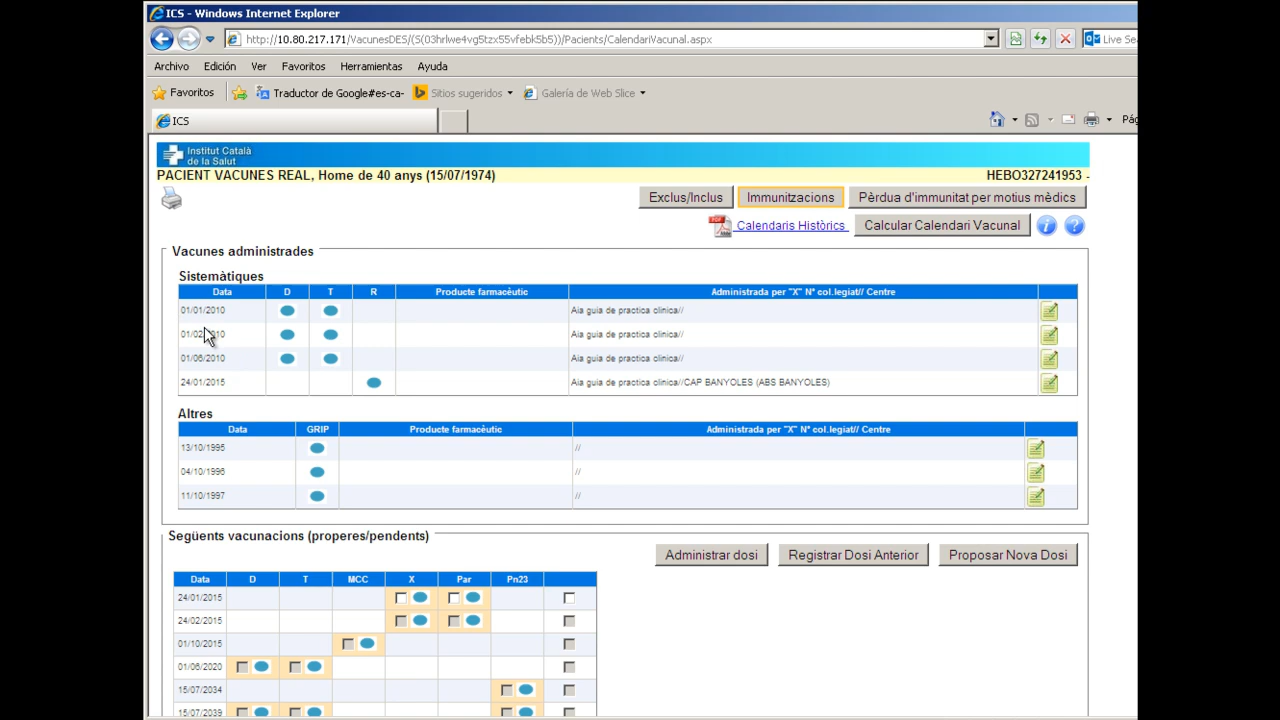 ICS - Windows Internet Explorer
http://10.80.217.171/VacunesDES/(S(03hrlwe4vg5tzx55vfebk5b5))/Pacients/CalendariVacunal.aspx
Live Sea
Archivo Edición Ver Favoritos Herramientas Ayuda
Favoritos Traductor de Google#es-ca- Sitios sugeridos Galería de Web Slice
ICS
Pág
Institut Català
de la Salut
PACIENT VACUNES REAL, Home de 40 anys (15/07/1974) HEBO327241953 -
Exclus/Inclus Immunitzacions Pèrdua d'immunitat per motius mèdics
Calendaris Històrics Calcular Calendari Vacunal
Vacunes administrades
Sistemàtiques
Data D T R Producte farmacèutic Administrada per "X" Nº col.legiat// Centre
01/01/2010 Aia guia de practica clinica//
01/02/2010 Aia guia de practica clinica//
01/06/2010 Aia guia de practica clinica//
24/01/2015 Aia guia de practica clinica//CAP BANYOLES (ABS BANYOLES)
Altres
Data GRIP Producte farmacèutic Administrada per "X" Nº col.legiat// Centre
13/10/1995 //
04/10/1996 //
11/10/1997 //
Següents vacunacions (properes/pendents)
Administrar dosi Registrar Dosi Anterior Proposar Nova Dosi
Data D T MCC X Par Pn23
24/01/2015
24/02/2015
01/10/2015
01/06/2020
15/07/2034
15/07/2039